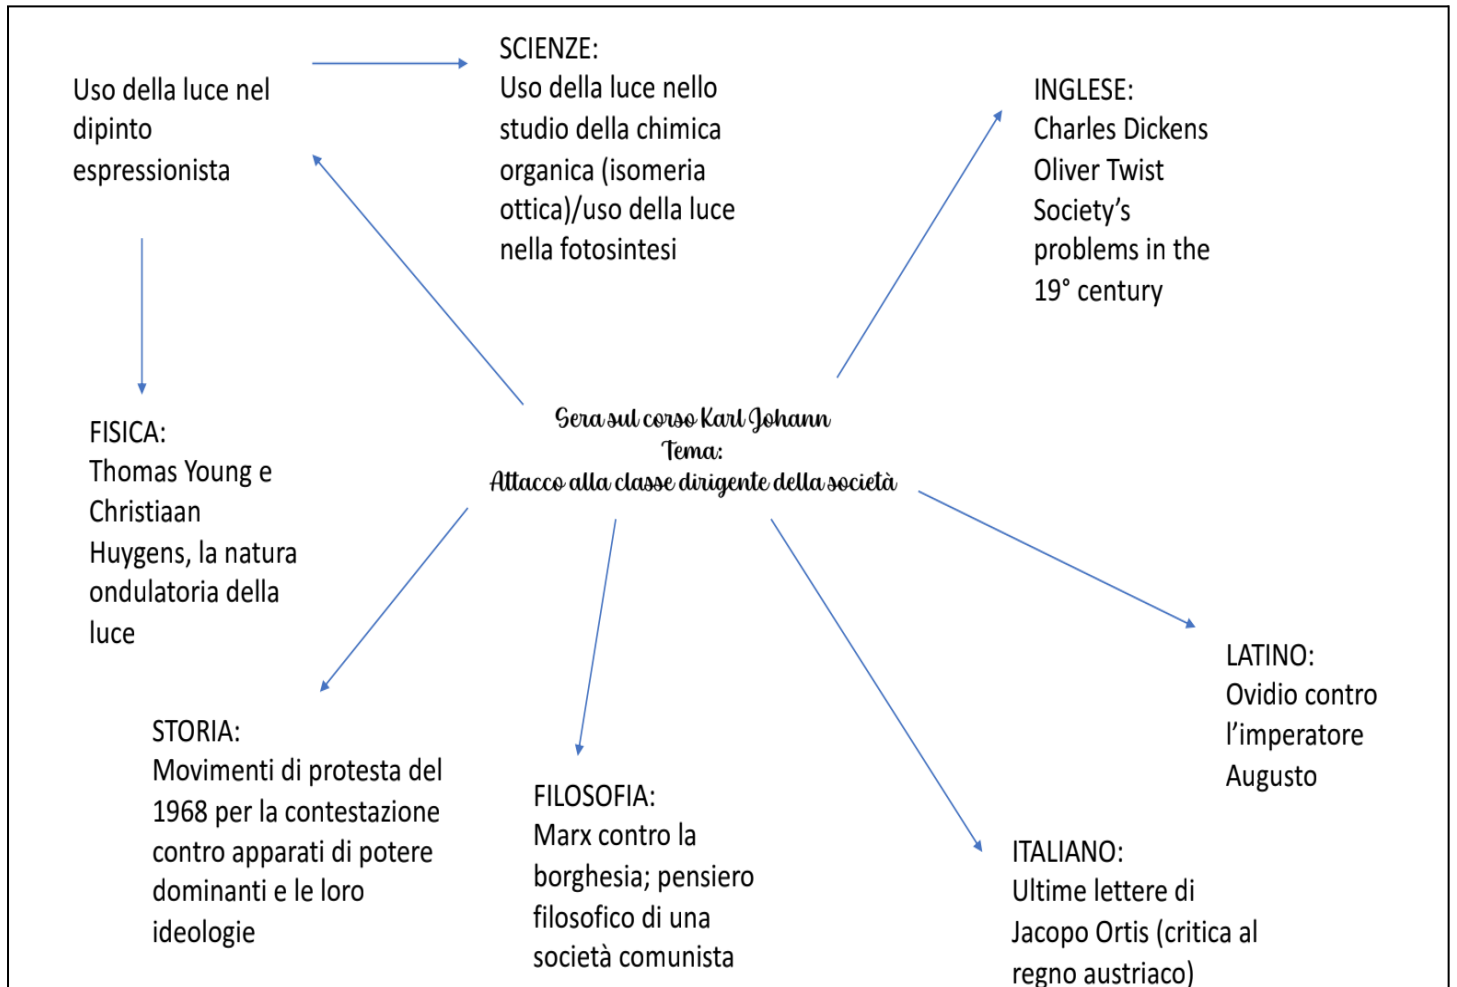 Uso della luce nel
dipinto
espressionista
SCIENZE:
Uso della luce nello
studio della chimica
organica (isomeria
ottica)/uso della luce
nella fotosintesi
INGLESE:
Charles Dickens
Oliver Twist
Society’s
problems in the
19° century
Sera sul corso Karl Johann
Tema:
Attacco alla classe dirigente della società
FISICA:
Thomas Young e
Christiaan
Huygens, la natura
ondulatoria della
luce
STORIA:
Movimenti di protesta del
1968 per la contestazione
contro apparati di potere
dominanti e le loro
ideologie
FILOSOFIA:
Marx contro la
borghesia; pensiero
filosofico di una
società comunista
ITALIANO:
Ultime lettere di
Jacopo Ortis (critica al
regno austriaco)
LATINO:
Ovidio contro
l’imperatore
Augusto